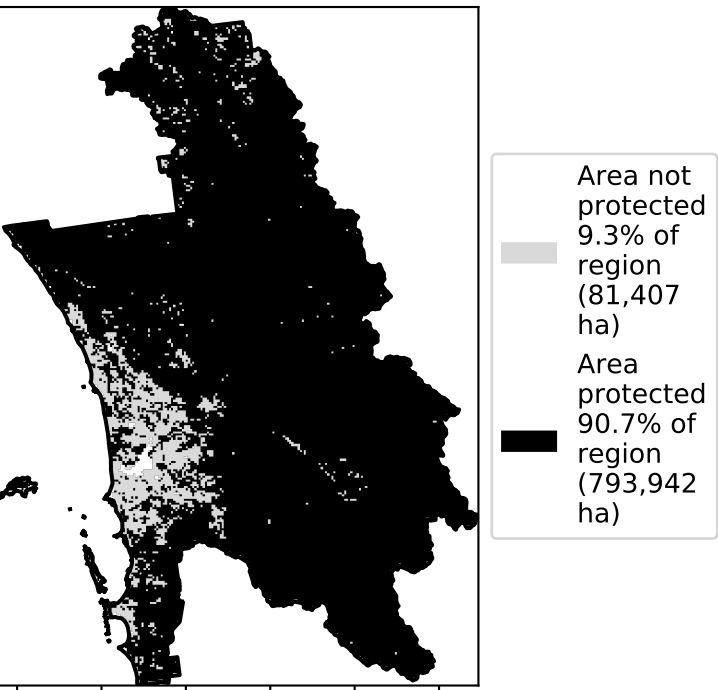 Area not
protected
9.3% of
region
(81,407
ha)
Area
protected
90.7% of
region
(793,942
ha)